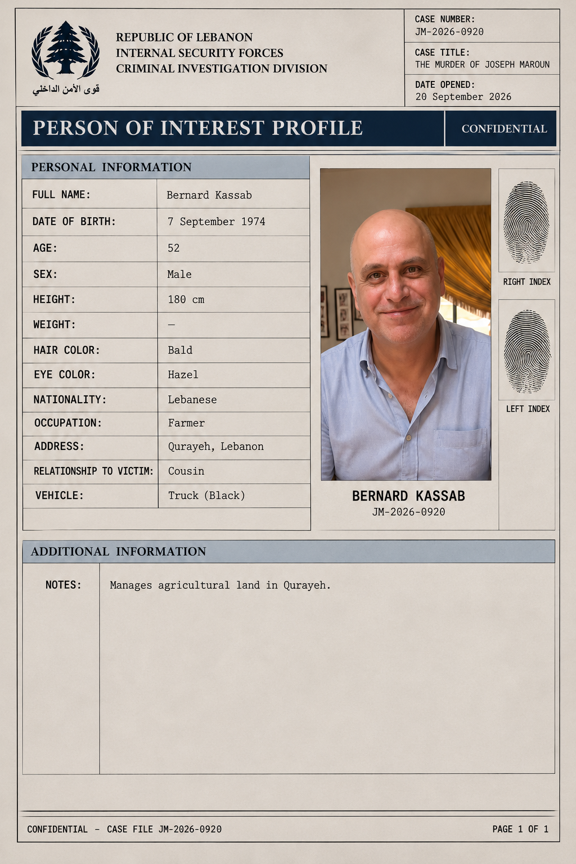 REPUBLIC OF LEBANON
INTERNAL SECURITY FORCES
CRIMINAL INVESTIGATION DIVISION
قوى الأمن الداخلي
CASE NUMBER:
JM-2026-0920
CASE TITLE:
THE MURDER OF JOSEPH MAROUN
DATE OPENED:
20 September 2026
PERSON OF INTEREST PROFILE
CONFIDENTIAL
PERSONAL INFORMATION
FULL NAME: Bernard Kassab
DATE OF BIRTH: 7 September 1974
AGE: 52
SEX: Male
HEIGHT: 180 cm
WEIGHT: —
HAIR COLOR: Bald
EYE COLOR: Hazel
NATIONALITY: Lebanese
OCCUPATION: Farmer
ADDRESS: Qurayeh, Lebanon
RELATIONSHIP TO VICTIM: Cousin
VEHICLE: Truck (Black)
RIGHT INDEX
LEFT INDEX
BERNARD KASSAB
JM-2026-0920
ADDITIONAL INFORMATION
NOTES: Manages agricultural land in Qurayeh.
CONFIDENTIAL – CASE FILE JM-2026-0920
PAGE 1 OF 1